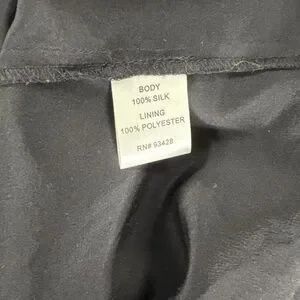 BODY
100% SILK
LINING
100% POLYESTER
RN# 93428